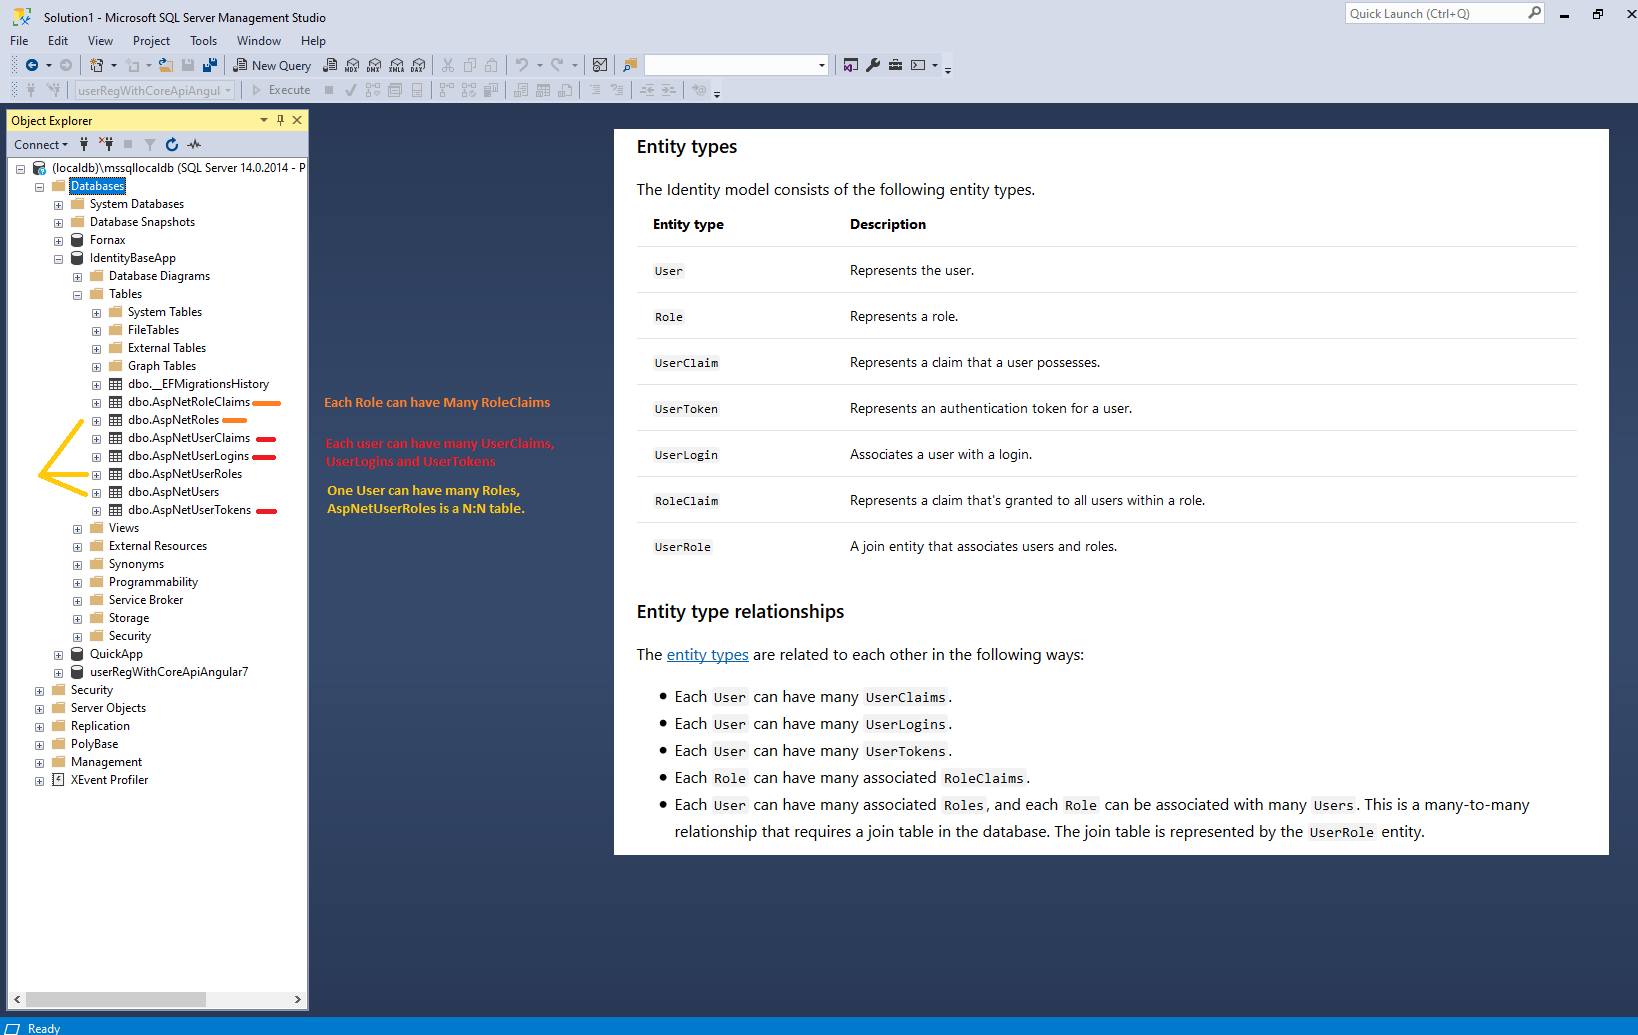 Solution1 - Microsoft SQL Server Management Studio
Quick Launch (Ctrl+Q)
File Edit View Project Tools Window Help
New Query MDX DMX XMLA DAX
userRegWithCoreApiAngul Execute
Object Explorer
Connect
(localdb)\mssqllocaldb (SQL Server 14.0.2014 - P
Databases
System Databases
Database Snapshots
Fornax
IdentityBaseApp
Database Diagrams
Tables
System Tables
FileTables
External Tables
Graph Tables
dbo.__EFMigrationsHistory
dbo.AspNetRoleClaims
dbo.AspNetRoles
dbo.AspNetUserClaims
dbo.AspNetUserLogins
dbo.AspNetUserRoles
dbo.AspNetUsers
dbo.AspNetUserTokens
Views
External Resources
Synonyms
Programmability
Service Broker
Storage
Security
QuickApp
userRegWithCoreApiAngular7
Security
Server Objects
Replication
PolyBase
Management
XEvent Profiler
Each Role can have Many RoleClaims
Each user can have many UserClaims,
UserLogins and UserTokens
One User can have many Roles,
AspNetUserRoles is a N:N table.
Entity types
The Identity model consists of the following entity types.
Entity type Description
User Represents the user.
Role Represents a role.
UserClaim Represents a claim that a user possesses.
UserToken Represents an authentication token for a user.
UserLogin Associates a user with a login.
RoleClaim Represents a claim that's granted to all users within a role.
UserRole A join entity that associates users and roles.
Entity type relationships
The entity types are related to each other in the following ways:
• Each User can have many UserClaims.
• Each User can have many UserLogins.
• Each User can have many UserTokens.
• Each Role can have many associated RoleClaims.
• Each User can have many associated Roles, and each Role can be associated with many Users. This is a many-to-many
relationship that requires a join table in the database. The join table is represented by the UserRole entity.
Ready